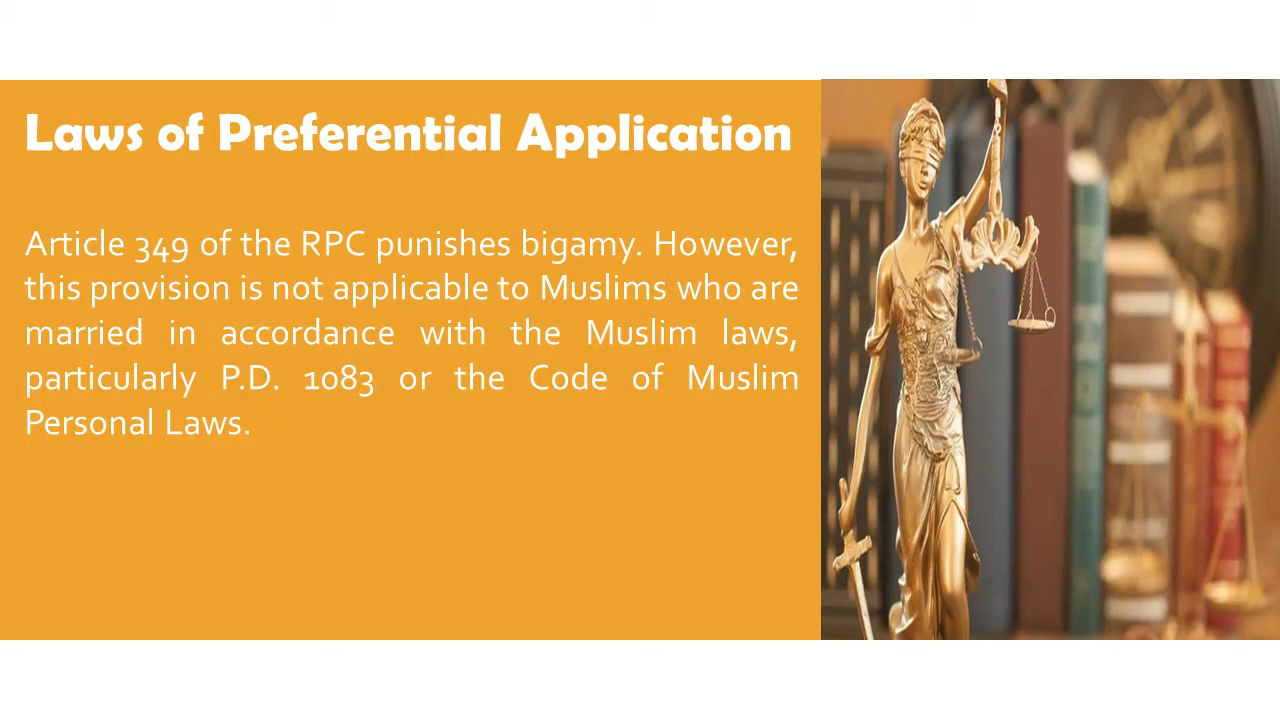 Laws of Preferential Application
Article 349 of the RPC punishes bigamy. However,
this provision is not applicable to Muslims who are
married in accordance with the Muslim laws,
particularly P.D. 1083 or the Code of Muslim
Personal Laws.